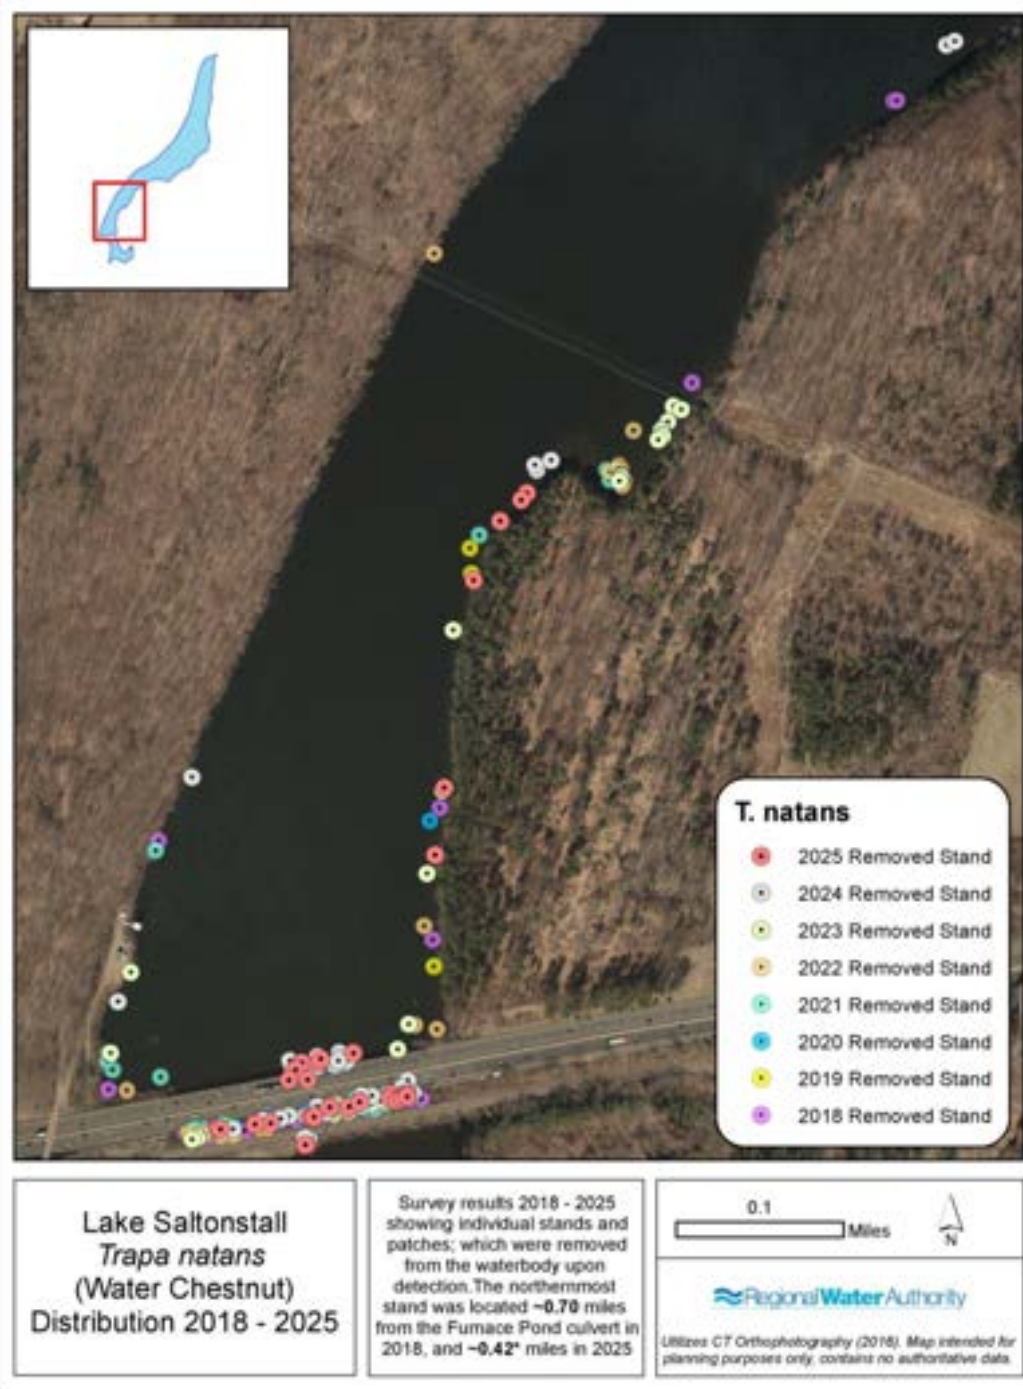 T. natans
2025 Removed Stand
2024 Removed Stand
2023 Removed Stand
2022 Removed Stand
2021 Removed Stand
2020 Removed Stand
2019 Removed Stand
2018 Removed Stand
Lake Saltonstall
Trapa natans
(Water Chestnut)
Distribution 2018 - 2025
Survey results 2018 - 2025
showing individual stands and
patches; which were removed
from the waterbody upon
detection.The northernmost
stand was located ~0.70 miles
from the Furnace Pond culvert in
2018, and ~0.42* miles in 2025
0.1
Miles
N
RegionalWaterAuthority
Utilizes CT Orthophotography (2016). Map intended for
planning purposes only, contains no authoritative data.